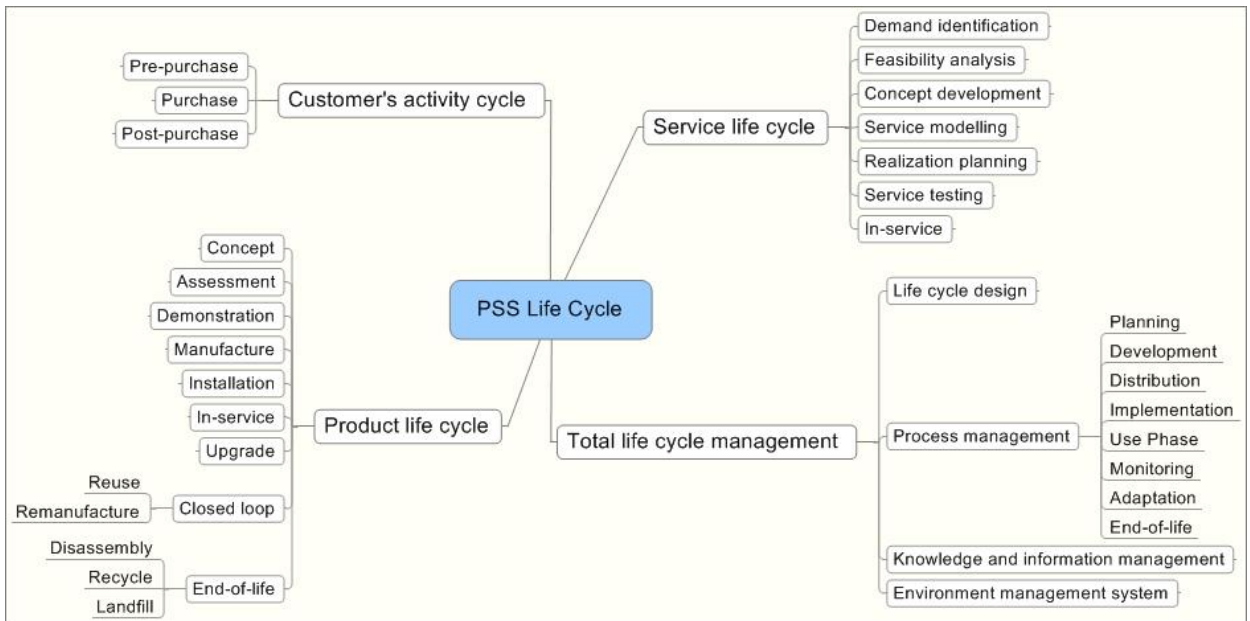 Pre-purchase
Purchase
Post-purchase
Customer's activity cycle
Demand identification
Feasibility analysis
Concept development
Service modelling
Realization planning
Service testing
In-service
Service life cycle
PSS Life Cycle
Concept
Assessment
Demonstration
Manufacture
Installation
In-service
Upgrade
Closed loop
Reuse
Remanufacture
End-of-life
Disassembly
Recycle
Landfill
Product life cycle
Total life cycle management
Life cycle design
Process management
Planning
Development
Distribution
Implementation
Use Phase
Monitoring
Adaptation
End-of-life
Knowledge and information management
Environment management system